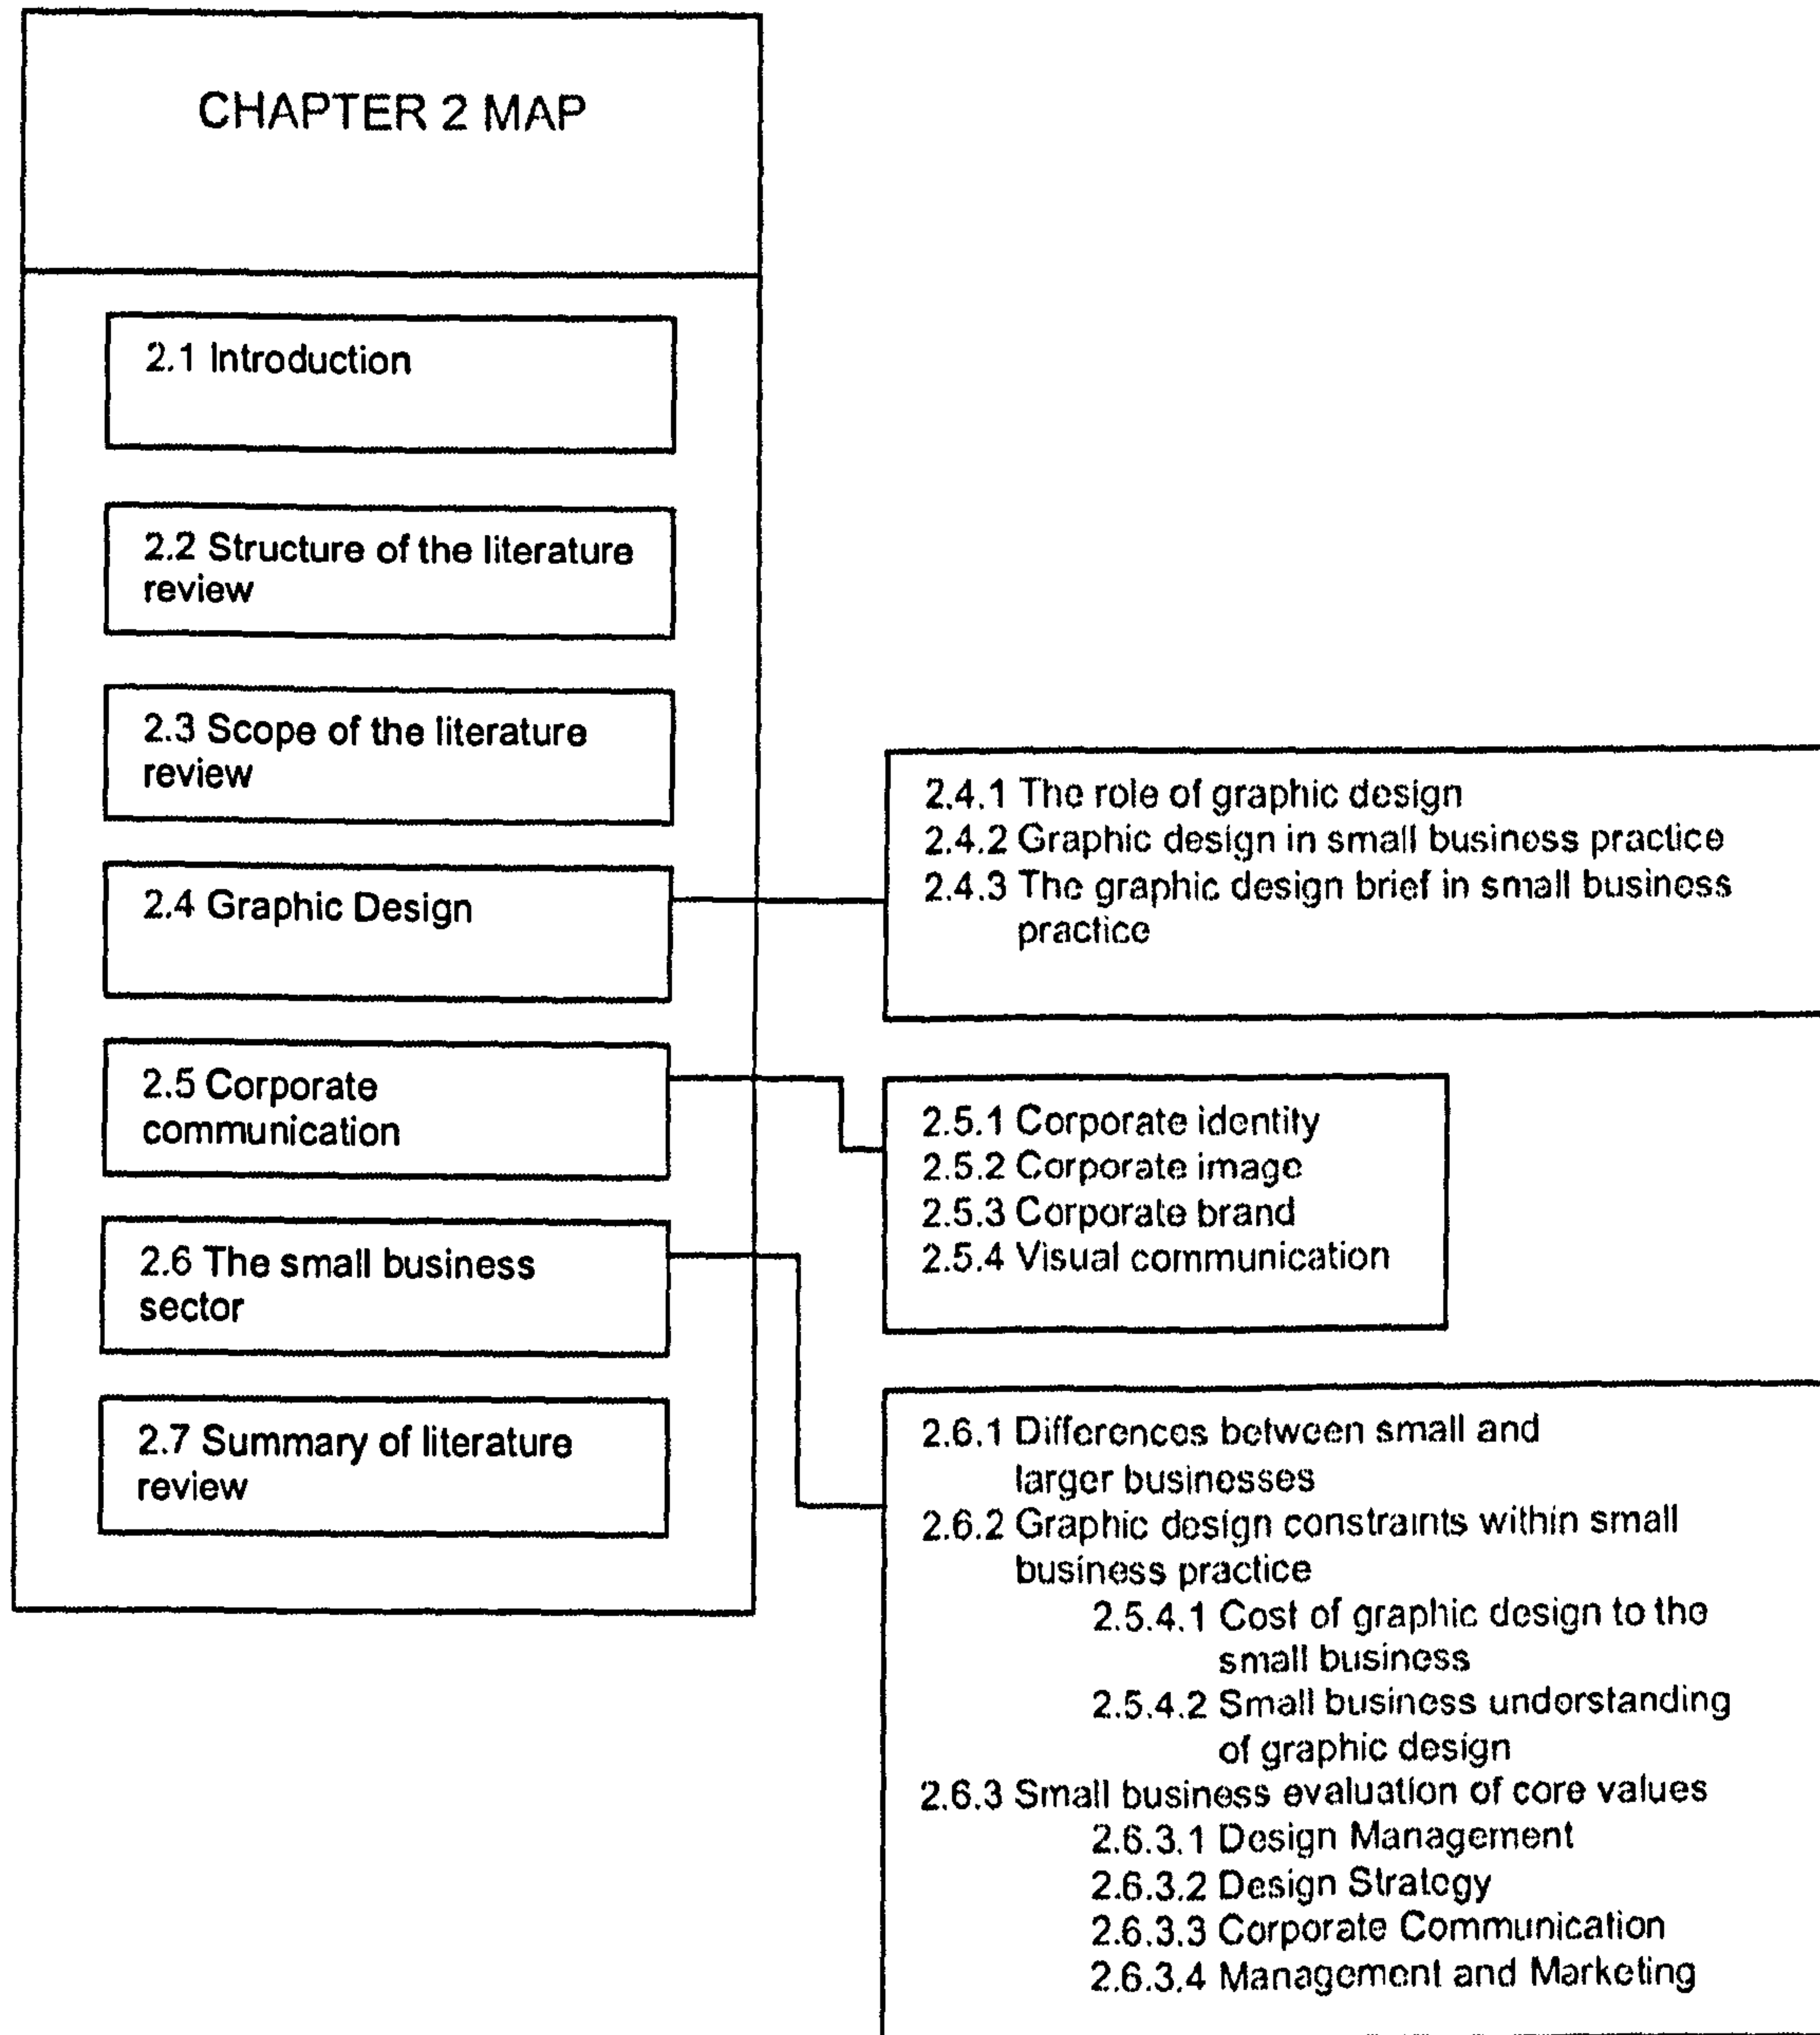 CHAPTER 2 MAP
2.1 Introduction
2.2 Structure of the literature
review
2.3 Scope of the literature
review
2.4 Graphic Design
2.5 Corporate
communication
2.6 The small business
sector
2.7 Summary of literature
review
2.4.1 The role of graphic design
2.4.2 Graphic design in small business practice
2.4.3 The graphic design brief in small business
practice
2.5.1 Corporate identity
2.5.2 Corporate image
2.5.3 Corporate brand
2.5.4 Visual communication
2.6.1 Differences between small and
larger businesses
2.6.2 Graphic design constraints within small
business practice
2.5.4.1 Cost of graphic design to the
small business
2.5.4.2 Small business understanding
of graphic design
2.6.3 Small business evaluation of core values
2.6.3.1 Design Management
2.6.3.2 Design Strategy
2.6.3.3 Corporate Communication
2.6.3.4 Management and Marketing